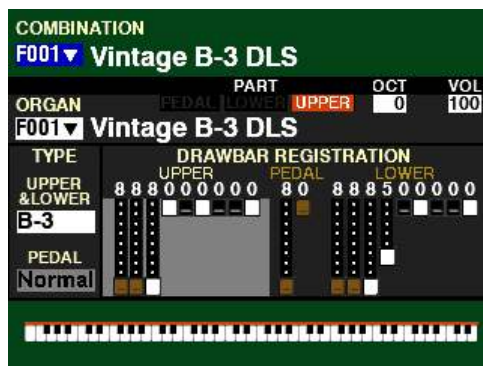 COMBINATION
F001▼ Vintage B-3 DLS
PART OCT VOL
ORGAN PEDAL LOWER UPPER 0 100
F001▼ Vintage B-3 DLS
TYPE DRAWBAR REGISTRATION
UPPER PEDAL LOWER
UPPER &LOWER 888000000 80 888500000
B-3
PEDAL
Normal